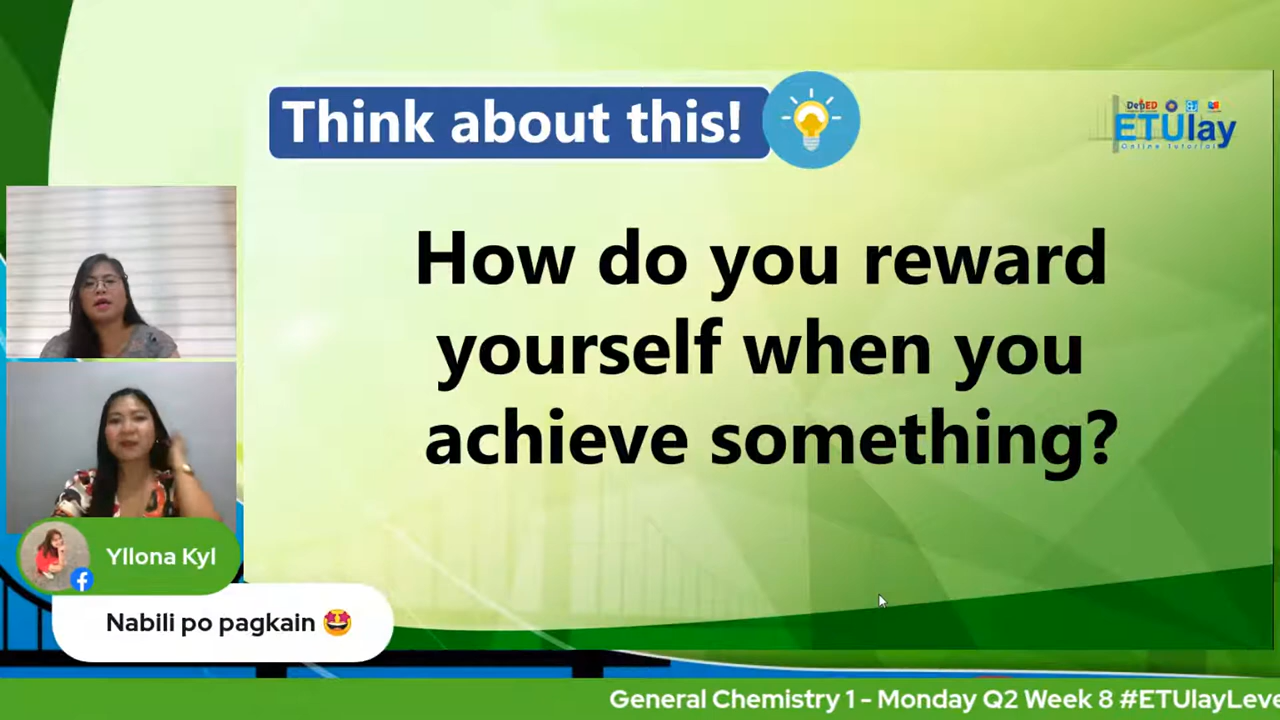 Think about this!
DepED
ETUlay
Online Tutorial
How do you reward
yourself when you
achieve something?
Yllona Kyl
Nabili po pagkain 🤩
General Chemistry 1 - Monday Q2 Week 8 #ETUlayLeve